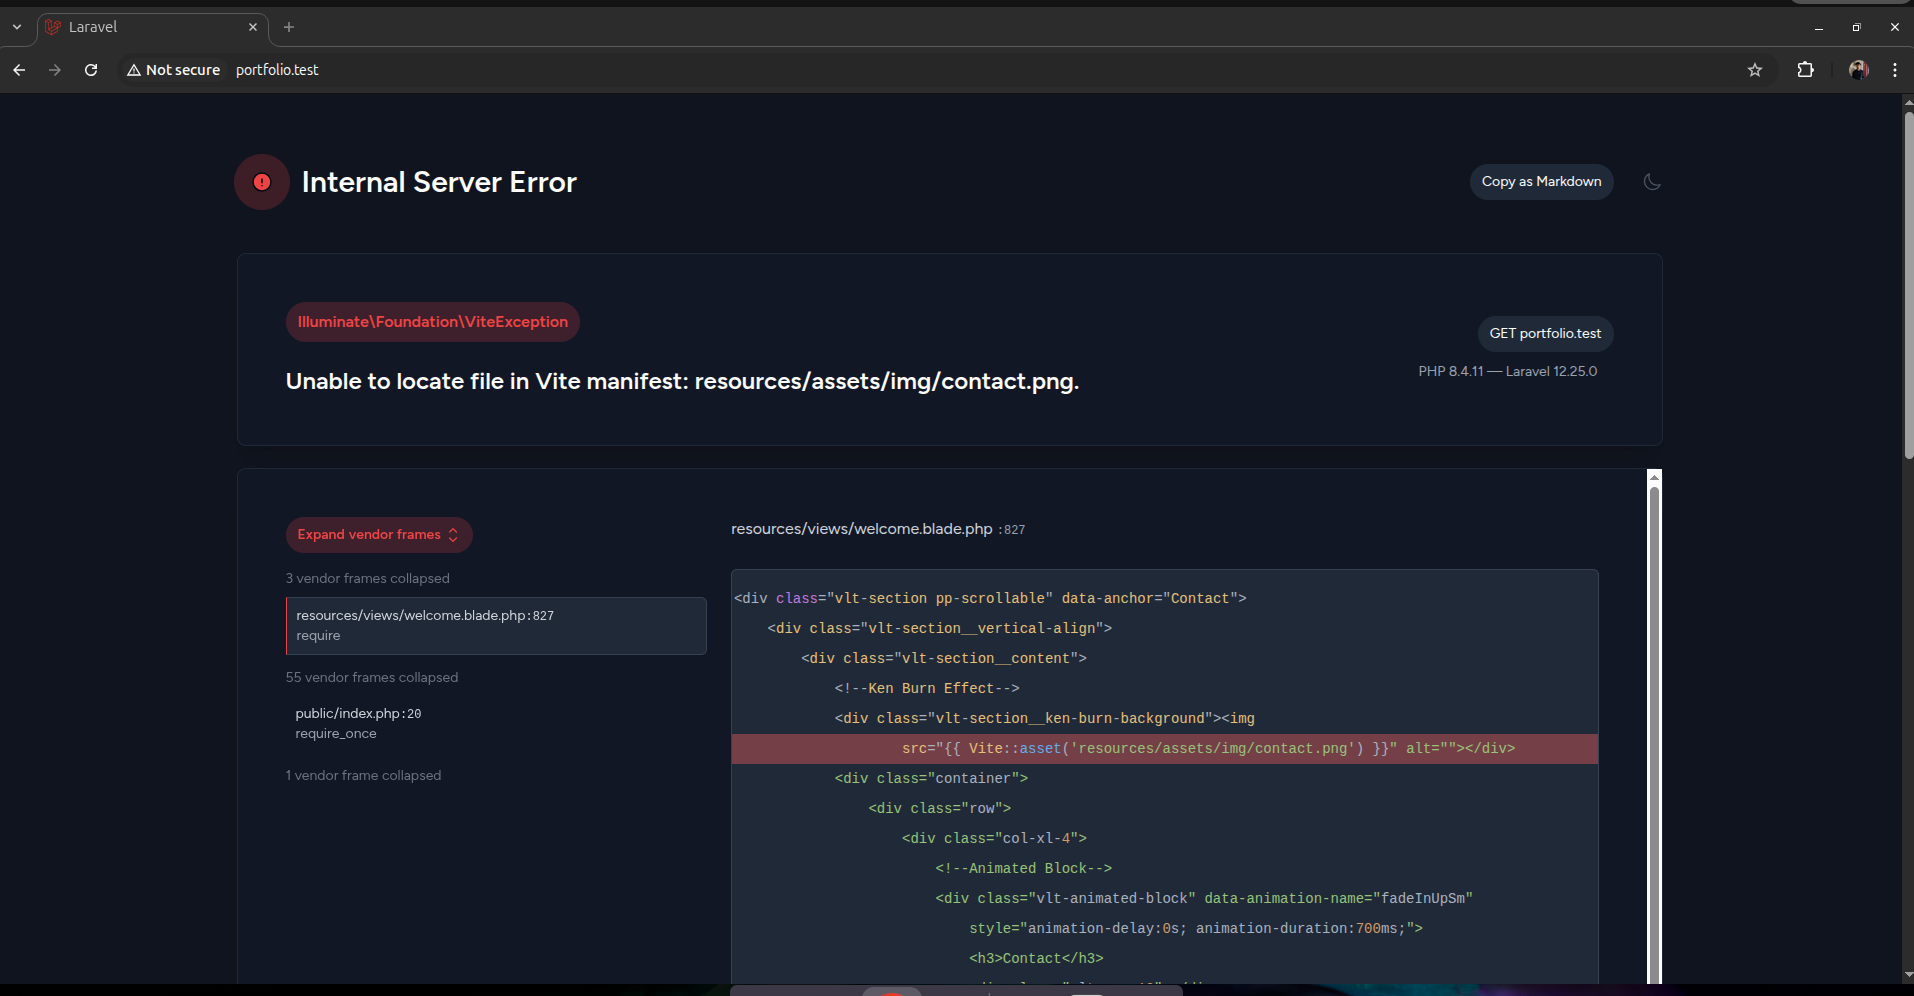 Laravel
Not secure portfolio.test
Internal Server Error
Copy as Markdown
Illuminate\Foundation\ViteException
GET portfolio.test
Unable to locate file in Vite manifest: resources/assets/img/contact.png.
PHP 8.4.11 — Laravel 12.25.0
Expand vendor frames
3 vendor frames collapsed
resources/views/welcome.blade.php:827
require
55 vendor frames collapsed
public/index.php:20
require_once
1 vendor frame collapsed
resources/views/welcome.blade.php :827
<div class="vlt-section pp-scrollable" data-anchor="Contact">
<div class="vlt-section__vertical-align">
<div class="vlt-section__content">
<!--Ken Burn Effect-->
<div class="vlt-section__ken-burn-background"><img
src="{{ Vite::asset('resources/assets/img/contact.png') }}" alt=""></div>
<div class="container">
<div class="row">
<div class="col-xl-4">
<!--Animated Block-->
<div class="vlt-animated-block" data-animation-name="fadeInUpSm"
style="animation-delay:0s; animation-duration:700ms;">
<h3>Contact</h3>